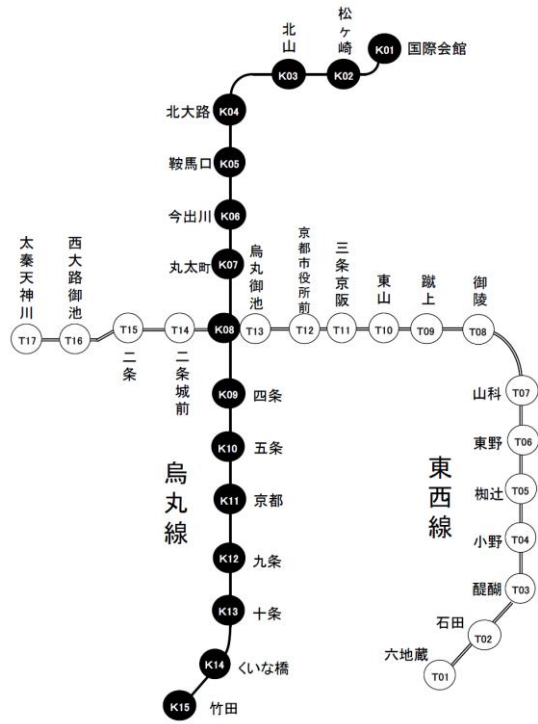 松ヶ崎
北山
K01
国際会館
K03
K02
K04
北大路
K05
鞍馬口
K06
今出川
K07
丸太町
太秦天神川
西大路御池
烏丸御池
京都市役所前
三条京阪
東山
蹴上
御陵
T17
T16
T15
T14
K08
T13
T12
T11
T10
T09
T08
二条
二条城前
山科
T07
K09
四条
東野
T06
K10
五条
烏丸線
東西線
K11
京都
椥辻
T05
小野
T04
K12
九条
醍醐
T03
K13
十条
石田
T02
K14
くいな橋
六地蔵
T01
K15
竹田